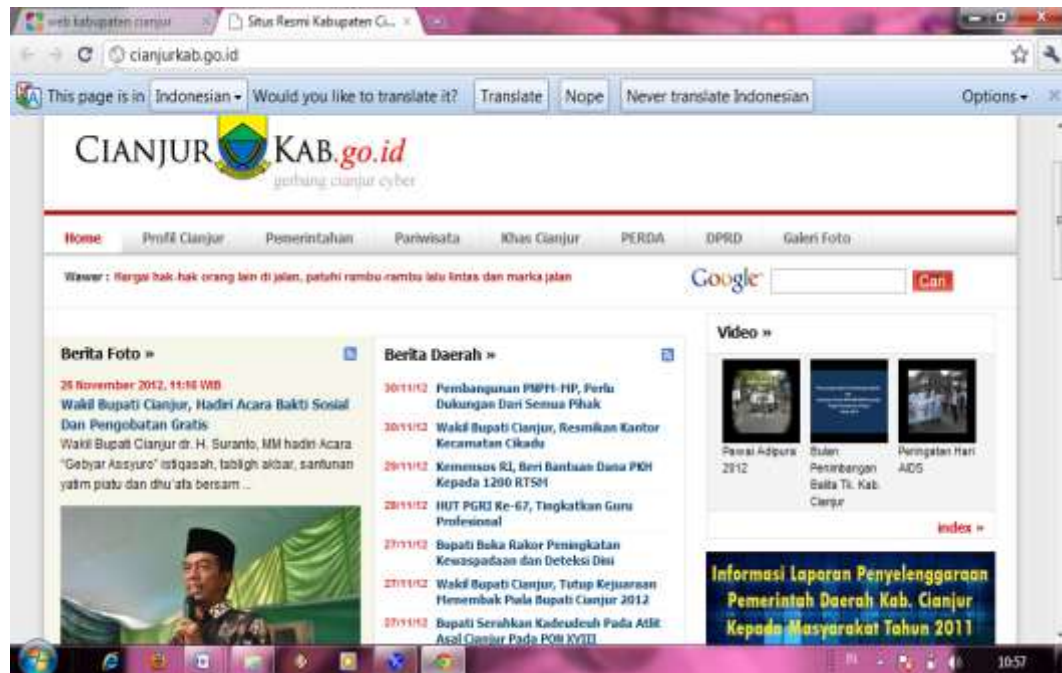 web kabupaten cianjur
Situs Resmi Kabupaten Ci...
cianjurkab.go.id
This page is in Indonesian Would you like to translate it? Translate Nope Never translate Indonesian Options
CIANJUR KAB.go.id
gerbang cianjur cyber
Home Profil Cianjur Pemerintahan Pariwisata Khas Cianjur PERDA DPRD Galeri Foto
Wawar : Hargai hak-hak orang lain di jalan, patuhi rambu-rambu lalu lintas dan marka jalan
Google Cari
Berita Foto »
26 November 2012, 11:16 WIB
Wakil Bupati Cianjur, Hadiri Acara Bakti Sosial
Dan Pengobatan Gratis
Wakil Bupati Cianjur dr. H. Suranto, MM hadiri Acara
"Gebyar Assyuro" istiqasah, tabligh akbar, santunan
yatim piatu dan dhu'afa bersam ...
Berita Daerah »
30/11/12 Pembangunan PNPM-MP, Perlu
Dukungan Dari Semua Pihak
30/11/12 Wakil Bupati Cianjur, Resmikan Kantor
Kecamatan Cikadu
29/11/12 Kemensos RI, Beri Bantuan Dana PKH
Kepada 1200 RTSM
28/11/12 HUT PGRI Ke-67, Tingkatkan Guru
Profesional
27/11/12 Bupati Buka Rakor Peningkatan
Kewaspadaan dan Deteksi Dini
27/11/12 Wakil Bupati Cianjur, Tutup Kejuaraan
Menembak Piala Bupati Cianjur 2012
27/11/12 Bupati Serahkan Kadeudeuh Pada Atlit
Asal Cianjur Pada PON XVIII
Video »
Pawai Adipura
2012
Bulan
Penimbangan
Balita Tk. Kab.
Cianjur
Peringatan Hari
AIDS
index »
Informasi Laporan Penyelenggaraan
Pemerintah Daerah Kab. Cianjur
Kepada Masyarakat Tahun 2011
10:57